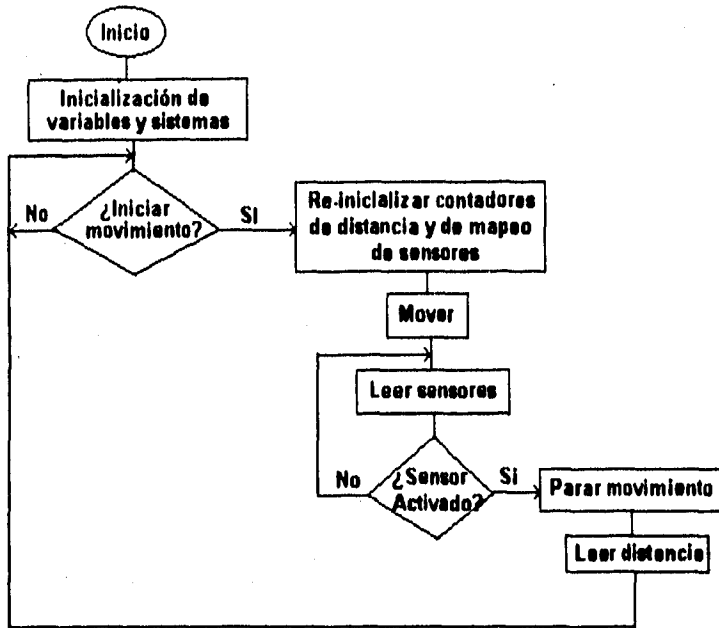 Inicio
Inicialización de
variables y sistemas
No
¿Iniciar
movimiento?
SI
Re-inicializar contadores
de distancia y de mapeo
de sensores
Mover
Leer sensores
No
¿Sensor
Activado?
Si
Parar movimiento
Leer distancia